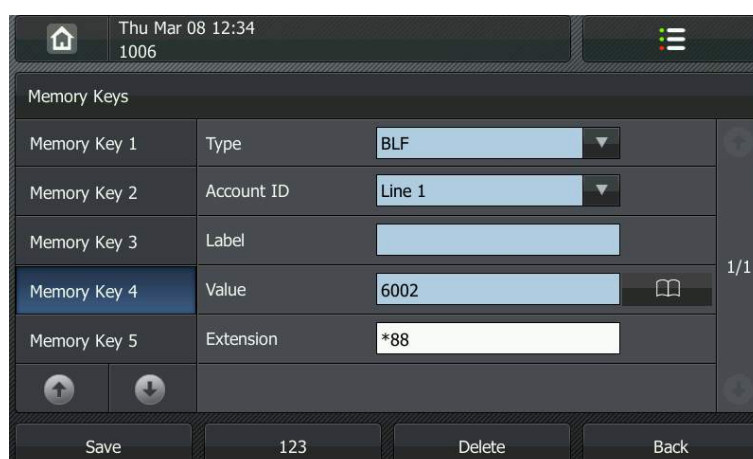 Thu Mar 08 12:34
1006
Memory Keys
Memory Key 1
Type
BLF
Memory Key 2
Account ID
Line 1
Memory Key 3
Label
Memory Key 4
Value
6002
1/1
Memory Key 5
Extension
*88
Save
123
Delete
Back